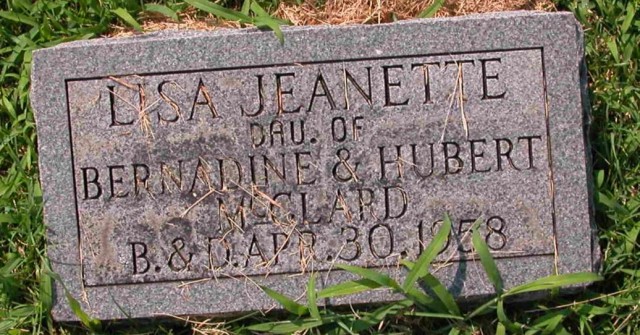 LISA JEANETTE
DAU. OF
BERNADINE & HUBERT
MCCLARD
B. & D. APR. 30. 1958